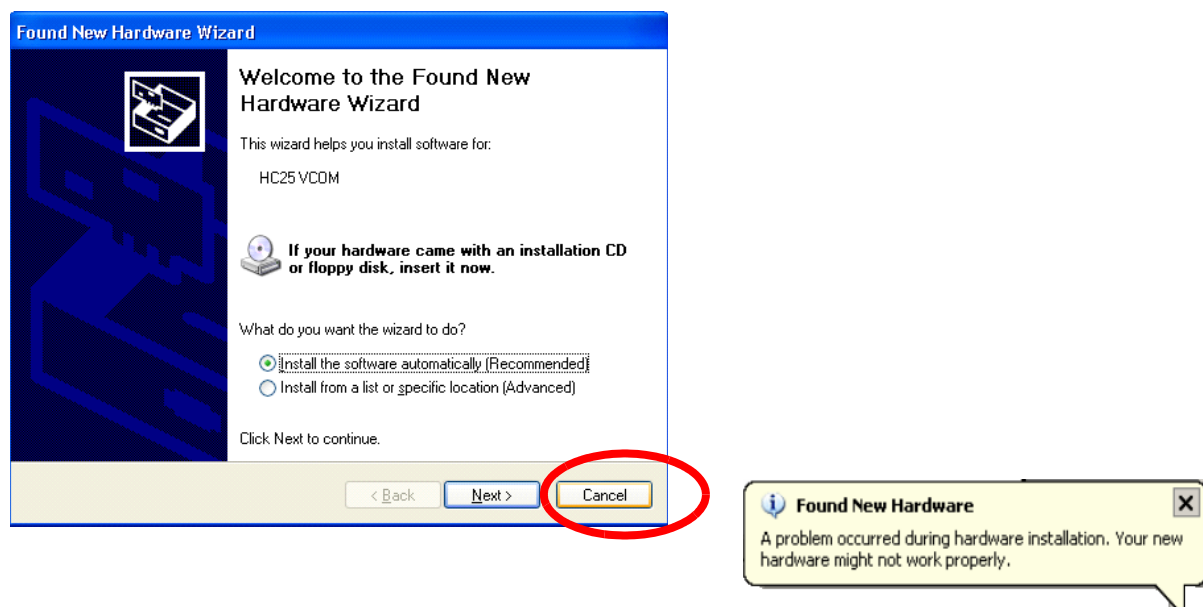 Found New Hardware Wizard
Welcome to the Found New
Hardware Wizard
This wizard helps you install software for:
HC25 VCOM
If your hardware came with an installation CD
or floppy disk, insert it now.
What do you want the wizard to do?
Install the software automatically (Recommended)
Install from a list or specific location (Advanced)
Click Next to continue.
< Back Next > Cancel
Found New Hardware
A problem occurred during hardware installation. Your new
hardware might not work properly.